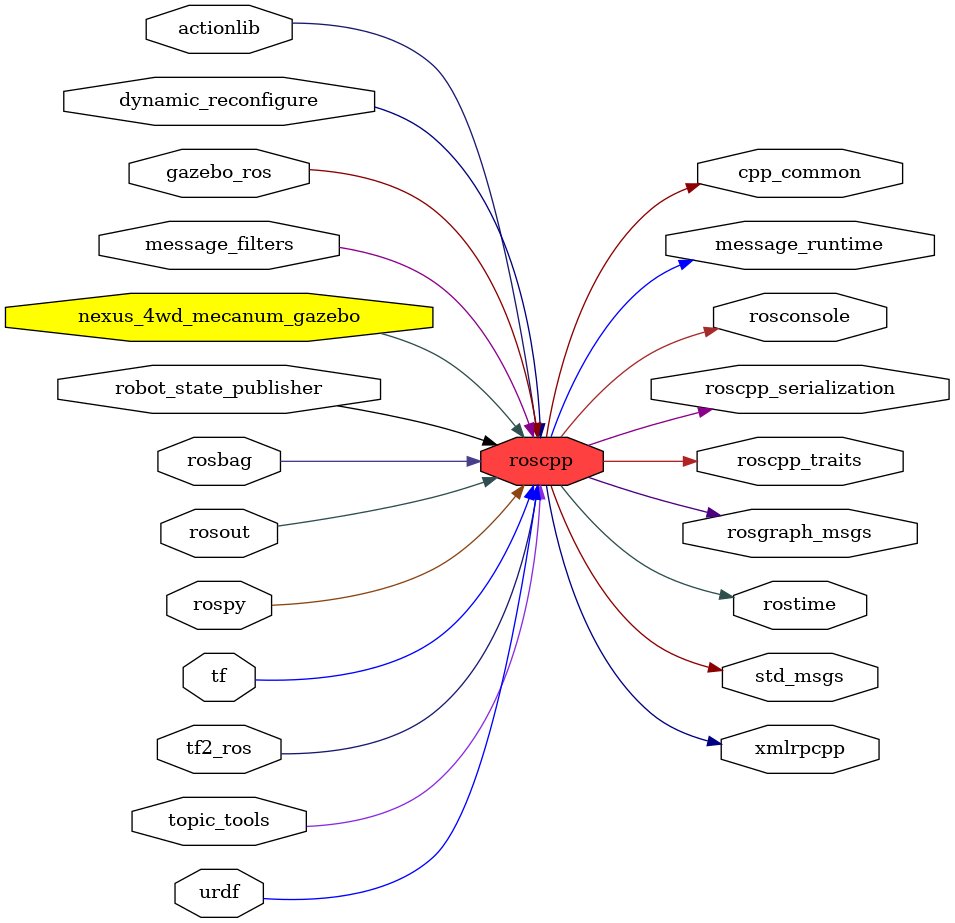 actionlib
dynamic_reconfigure
gazebo_ros
message_filters
nexus_4wd_mecanum_gazebo
robot_state_publisher
rosbag
rosout
rospy
tf
tf2_ros
topic_tools
urdf
roscpp
cpp_common
message_runtime
rosconsole
roscpp_serialization
roscpp_traits
rosgraph_msgs
rostime
std_msgs
xmlrpcpp